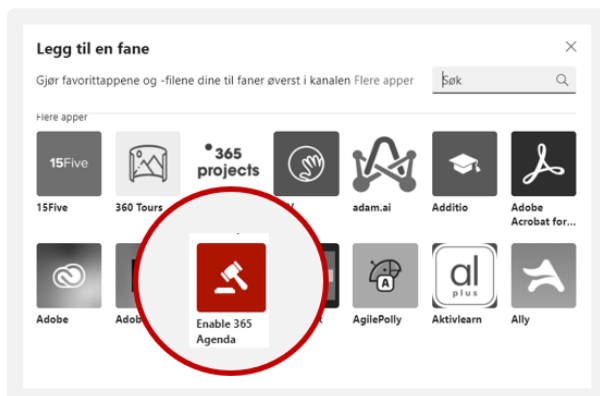 Legg til en fane
Gjør favorittappene og -filene dine til faner øverst i kanalen Flere apper
Søk
Flere apper
15Five
365
projects
A
al
plus
15Five
360 Tours
adam.ai
Additio
Adobe
Acrobat for...
Adobe
Enable 365
Agenda
AgilePolly
Aktivlearn
Ally